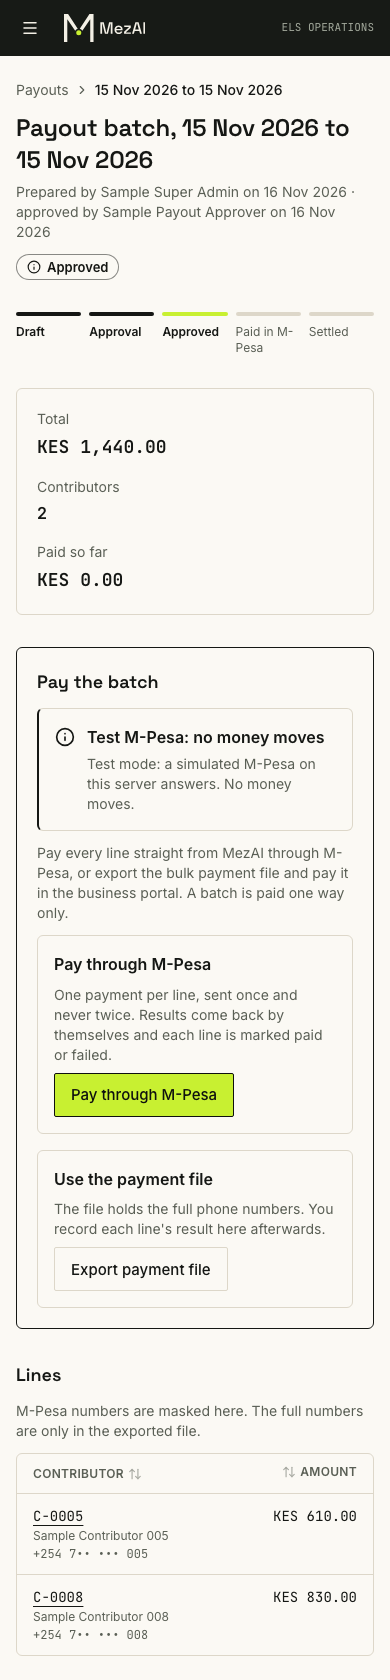 MezAI
ELS OPERATIONS
Payouts > 15 Nov 2026 to 15 Nov 2026
Payout batch, 15 Nov 2026 to
15 Nov 2026
Prepared by Sample Super Admin on 16 Nov 2026 ·
approved by Sample Payout Approver on 16 Nov
2026
Approved
Draft
Approval
Approved
Paid in M-
Pesa
Settled
Total
KES 1,440.00
Contributors
2
Paid so far
KES 0.00
Pay the batch
Test M-Pesa: no money moves
Test mode: a simulated M-Pesa on
this server answers. No money
moves.
Pay every line straight from MezAI through M-
Pesa, or export the bulk payment file and pay it
in the business portal. A batch is paid one way
only.
Pay through M-Pesa
One payment per line, sent once and
never twice. Results come back by
themselves and each line is marked paid
or failed.
Pay through M-Pesa
Use the payment file
The file holds the full phone numbers. You
record each line's result here afterwards.
Export payment file
Lines
M-Pesa numbers are masked here. The full numbers
are only in the exported file.
CONTRIBUTOR
AMOUNT
C-0005
KES 610.00
Sample Contributor 005
+254 7•• ••• 005
C-0008
KES 830.00
Sample Contributor 008
+254 7•• ••• 008